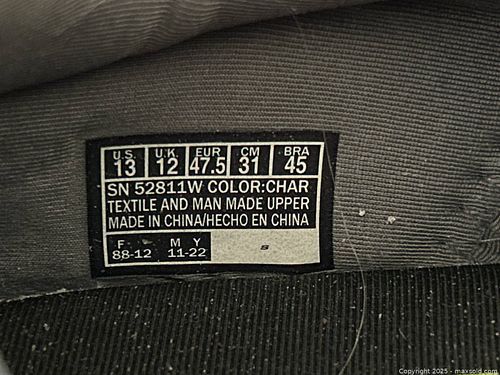 U.S. U.K. EUR CM BRA
13 12 47.5 31 45
SN 52811W COLOR:CHAR
TEXTILE AND MAN MADE UPPER
MADE IN CHINA/HECHO EN CHINA
F M Y
88-12 11-22 s
Copyright 2025 - maxsold.com